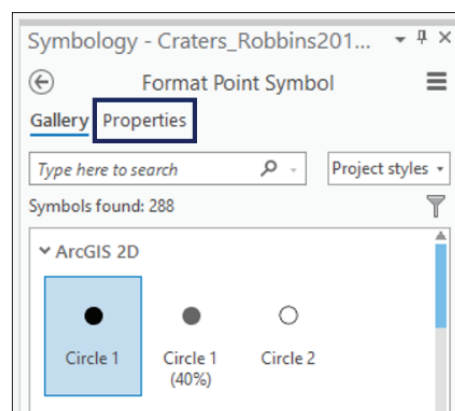 Symbology - Craters_Robbins201...
Format Point Symbol
Gallery Properties
Type here to search Project styles
Symbols found: 288
ArcGIS 2D
Circle 1 Circle 1 Circle 2
(40%)